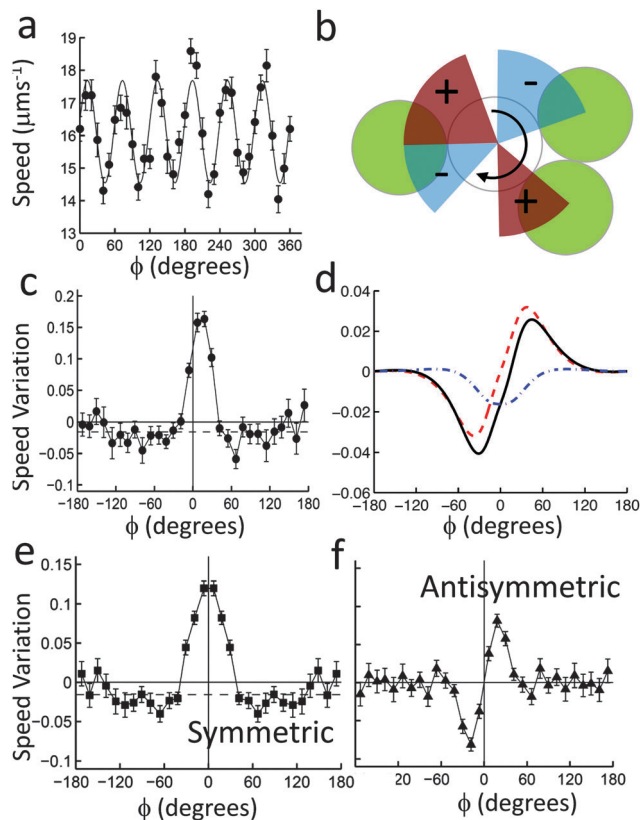 a
b
19
18
17
16
15
14
13
Speed (μms⁻¹)
0 60 120 180 240 300 360
ϕ (degrees)
+
-
-
+
c
d
0.2
0.15
0.1
0.05
0
-0.05
-0.1
Speed Variation
-180 -120 -60 0 60 120 180
ϕ (degrees)
0.04
0.02
0
-0.02
-0.04
-0.06
-180 -120 -60 0 60 120 180
ϕ (degrees)
e
f
0.15
0.1
0.05
0
-0.05
-0.1
Speed Variation
Symmetric
-180 -120 -60 0 60 120 180
ϕ (degrees)
Antisymmetric
20 -60 0 60 120 180
ϕ (degrees)